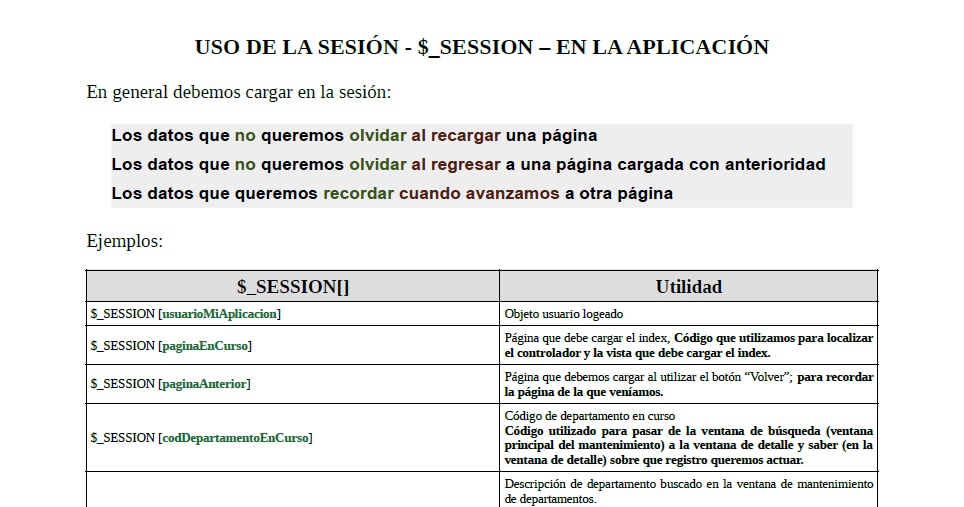 USO DE LA SESIÓN - $_SESSION – EN LA APLICACIÓN
En general debemos cargar en la sesión:
Los datos que no queremos olvidar al recargar una página
Los datos que no queremos olvidar al regresar a una página cargada con anterioridad
Los datos que queremos recordar cuando avanzamos a otra página
Ejemplos:
$_SESSION[]
Utilidad
$_SESSION [usuarioMiAplicacion]
Objeto usuario logeado
$_SESSION [paginaEnCurso]
Página que debe cargar el index, Código que utilizamos para localizar
el controlador y la vista que debe cargar el index.
$_SESSION [paginaAnterior]
Página que debemos cargar al utilizar el botón “Volver”; para recordar
la página de la que veníamos.
$_SESSION [codDepartamentoEnCurso]
Código de departamento en curso
Código utilizado para pasar de la ventana de búsqueda (ventana
principal del mantenimiento) a la ventana de detalle y saber (en la
ventana de detalle) sobre que registro queremos actuar.
Descripción de departamento buscado en la ventana de mantenimiento
de departamentos.